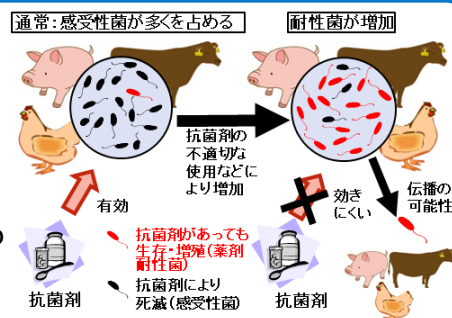 通常:感受性菌が多くを占める
耐性菌が増加
抗菌剤の
不適切な
使用などに
より増加
有効
効き
にくい
伝播の
可能性
抗菌剤があっても
生存・増殖(薬剤
耐性菌)
抗菌剤により
死滅(感受性菌)
抗菌剤
抗菌剤